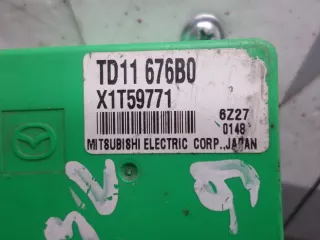 TD11 676B0
X1T59771
6Z27
0148
MITSUBISHI ELECTRIC CORP., JAPAN